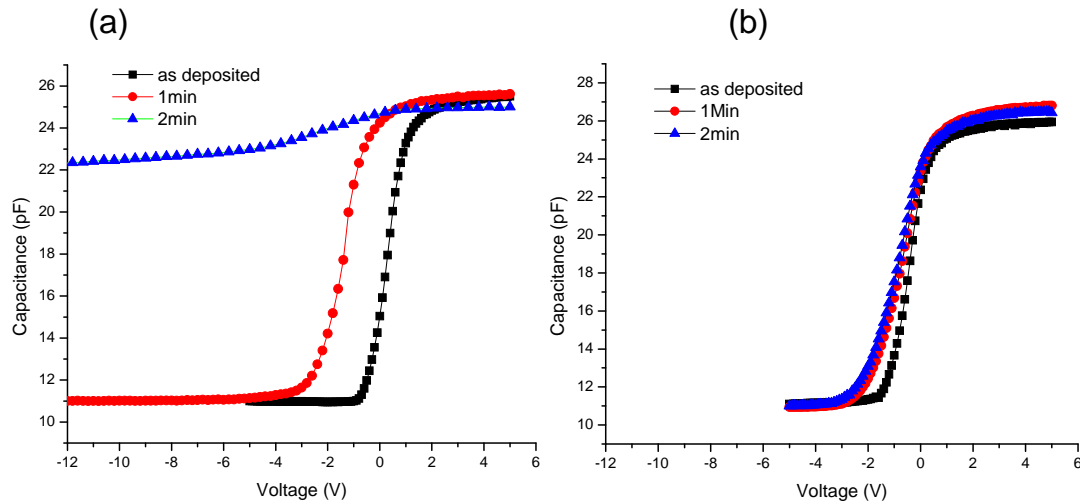 (a)
as deposited
1min
2min
26
24
22
20
18
16
14
12
10
-12 -10 -8 -6 -4 -2 0 2 4 6
Capacitance (pF)
Voltage (V)
(b)
as deposited
1Min
2min
28
26
24
22
20
18
16
14
12
10
-12 -10 -8 -6 -4 -2 0 2 4 6
Capacitance (pF)
Voltage (V)